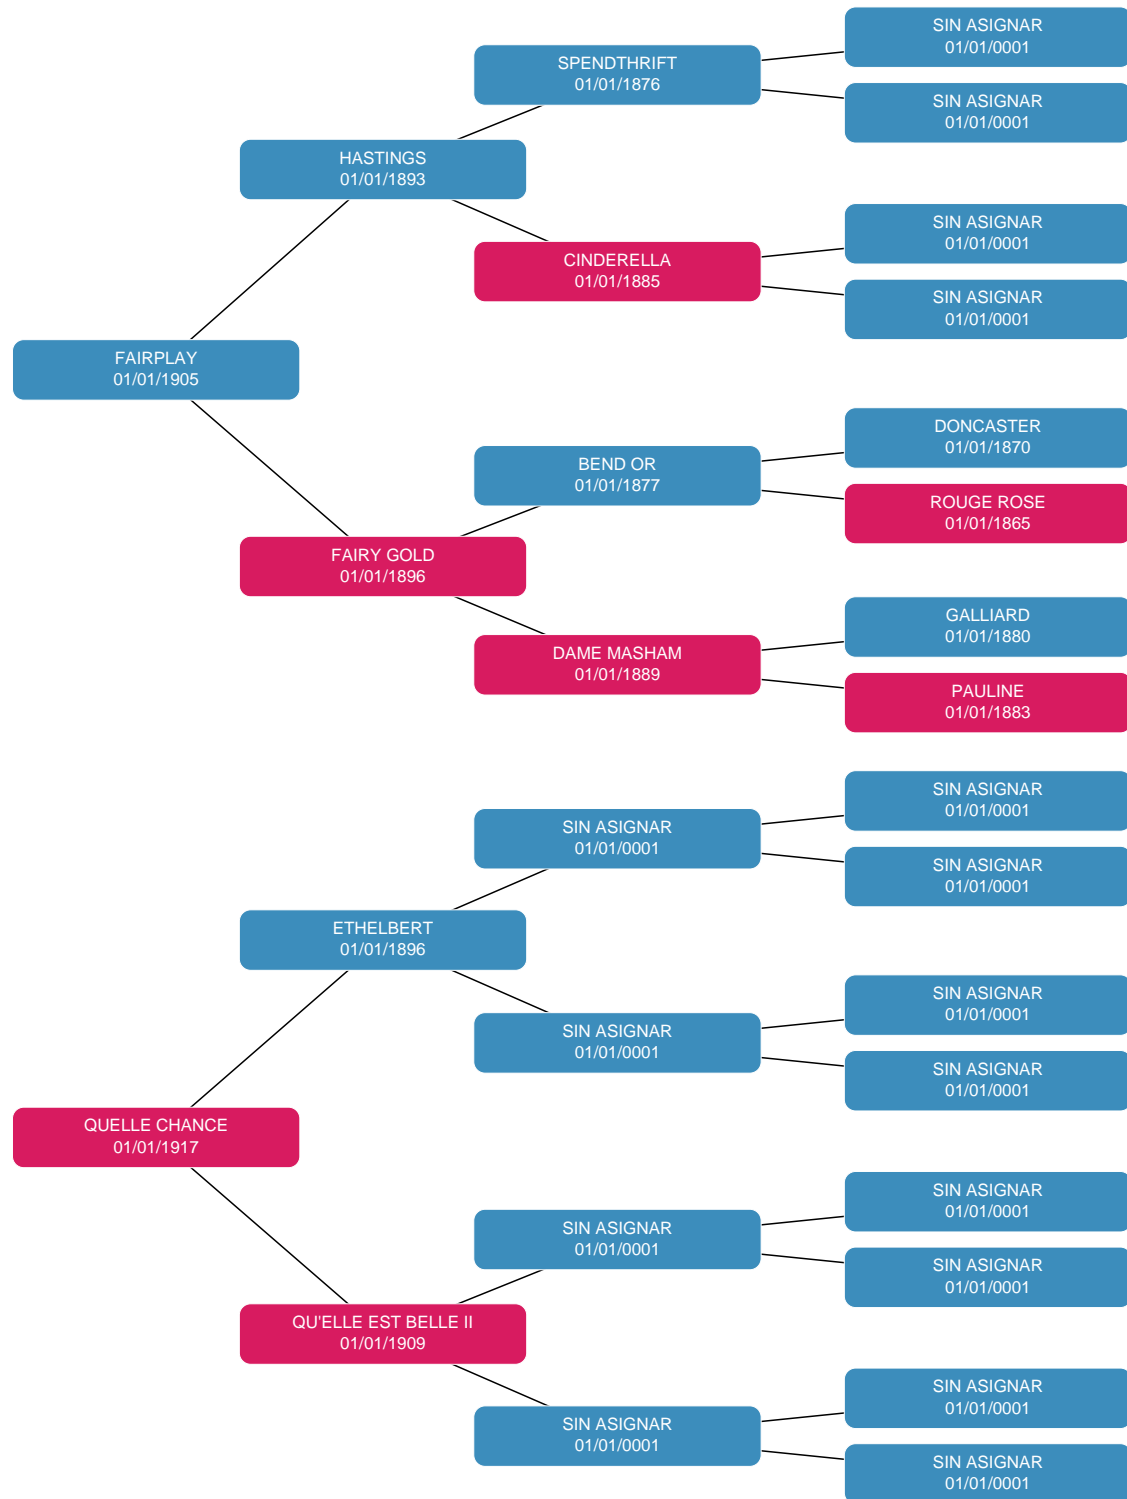 SIN ASIGNAR
01/01/0001
SPENDTHRIFT
01/01/1876
SIN ASIGNAR
01/01/0001
HASTINGS
01/01/1893
SIN ASIGNAR
01/01/0001
CINDERELLA
01/01/1885
SIN ASIGNAR
01/01/0001
FAIRPLAY
01/01/1905
DONCASTER
01/01/1870
BEND OR
01/01/1877
ROUGE ROSE
01/01/1865
FAIRY GOLD
01/01/1896
GALLIARD
01/01/1880
DAME MASHAM
01/01/1889
PAULINE
01/01/1883
SIN ASIGNAR
01/01/0001
SIN ASIGNAR
01/01/0001
SIN ASIGNAR
01/01/0001
ETHELBERT
01/01/1896
SIN ASIGNAR
01/01/0001
SIN ASIGNAR
01/01/0001
SIN ASIGNAR
01/01/0001
QUELLE CHANCE
01/01/1917
SIN ASIGNAR
01/01/0001
SIN ASIGNAR
01/01/0001
SIN ASIGNAR
01/01/0001
QU'ELLE EST BELLE II
01/01/1909
SIN ASIGNAR
01/01/0001
SIN ASIGNAR
01/01/0001
SIN ASIGNAR
01/01/0001